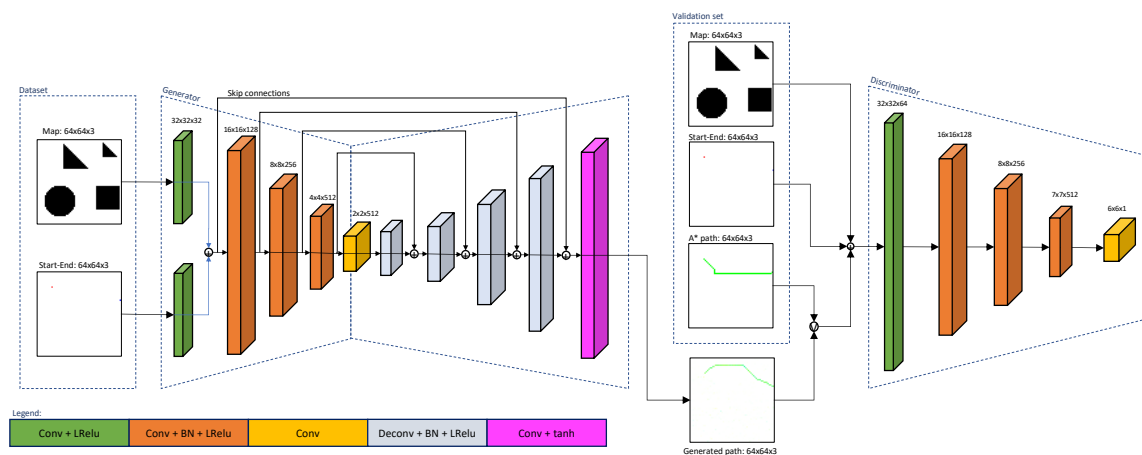 Dataset
Map: 64x64x3
Start-End: 64x64x3
Generator
Skip connections
32x32x32
16x16x128
8x8x256
4x4x512
2x2x512
Validation set
Map: 64x64x3
Start-End: 64x64x3
A* path: 64x64x3
Generated path: 64x64x3
Discriminator
32x32x64
16x16x128
8x8x256
7x7x512
6x6x1
Legend:
Conv + LRelu
Conv + BN + LRelu
Conv
Deconv + BN + LRelu
Conv + tanh